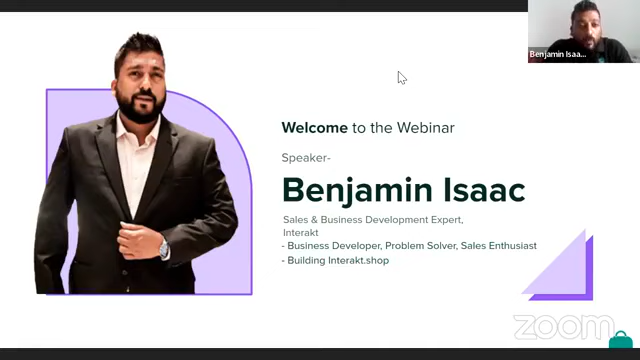 Benjamin Isaa...
Welcome to the Webinar
Speaker-
Benjamin Isaac
Sales & Business Development Expert,
Interakt
- Business Developer, Problem Solver, Sales Enthusiast
- Building Interakt.shop
zoom